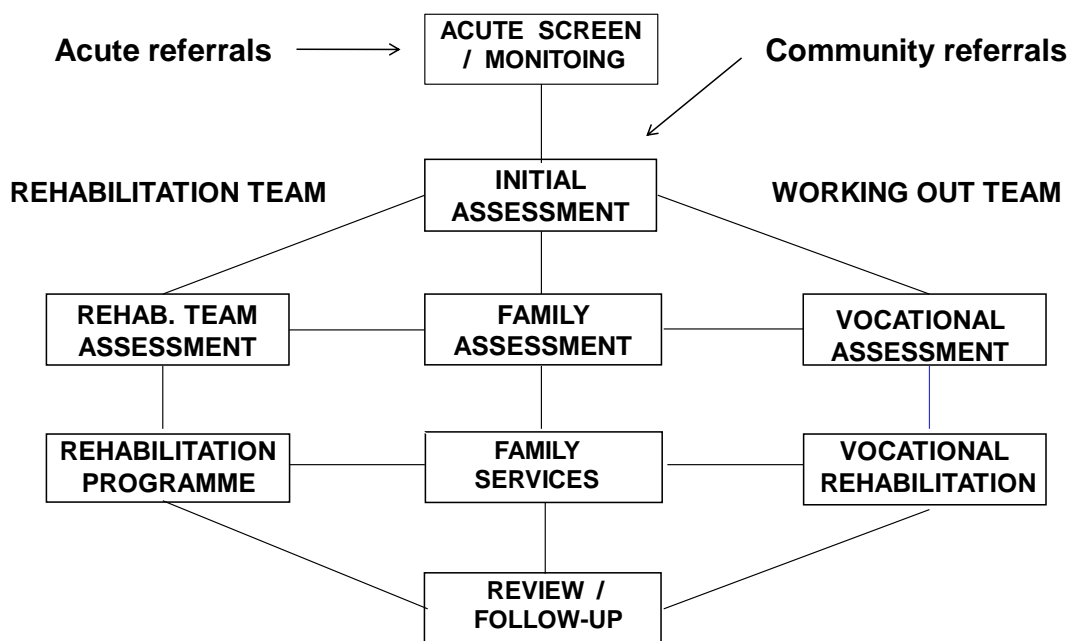 Acute referrals
ACUTE SCREEN
/ MONITOING
Community referrals
REHABILITATION TEAM
INITIAL
ASSESSMENT
WORKING OUT TEAM
REHAB. TEAM
ASSESSMENT
FAMILY
ASSESSMENT
VOCATIONAL
ASSESSMENT
REHABILITATION
PROGRAMME
FAMILY
SERVICES
VOCATIONAL
REHABILITATION
REVIEW /
FOLLOW-UP